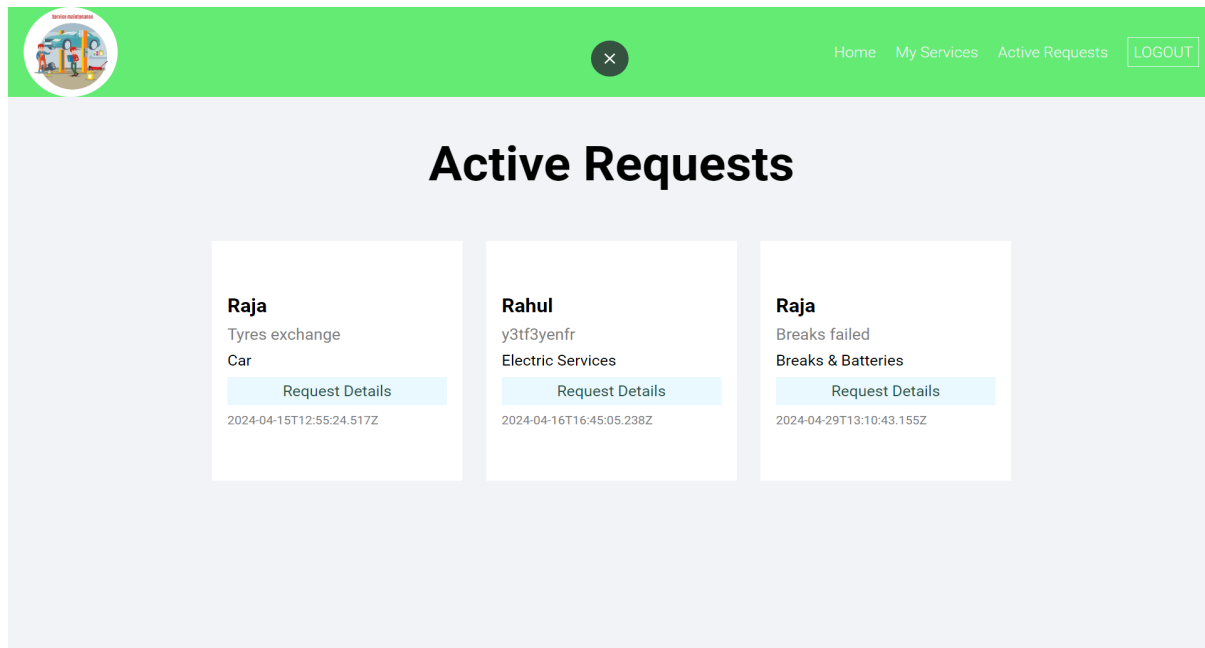 Service maintenance
Home My Services Active Requests LOGOUT
Active Requests
Raja
Tyres exchange
Car
Request Details
2024-04-15T12:55:24.517Z
Rahul
y3tf3yenfr
Electric Services
Request Details
2024-04-16T16:45:05.238Z
Raja
Breaks failed
Breaks & Batteries
Request Details
2024-04-29T13:10:43.155Z